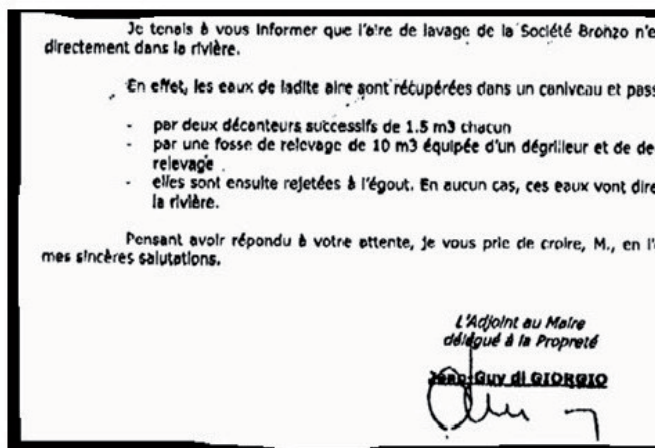 Je tenais à vous informer que l'aire de lavage de la Société Bronzo n'e
directement dans la rivière.
En effet, les eaux de ladite aire sont récupérées dans un caniveau et pass
- par deux décanteurs successifs de 1.5 m3 chacun
- par une fosse de relevage de 10 m3 équipée d'un dégrilleur et de de
relevage
- elles sont ensuite rejetées à l'égout. En aucun cas, ces eaux vont dire
la rivière.
Pensant avoir répondu à votre attente, je vous prie de croire, M., en l'
mes sincères salutations.
L'Adjoint au Maire
délégué à la Propreté
Jean-Guy di GIORGIO